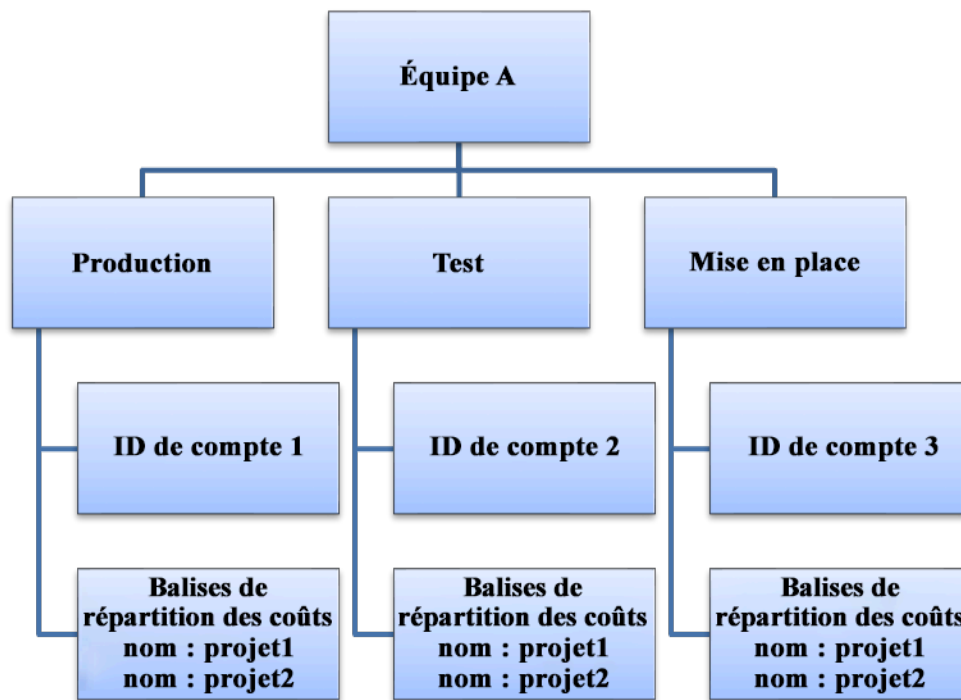 Équipe A
Production
Test
Mise en place
ID de compte 1
ID de compte 2
ID de compte 3
Balises de
répartition des coûts
nom : projet1
nom : projet2
Balises de
répartition des coûts
nom : projet1
nom : projet2
Balises de
répartition des coûts
nom : projet1
nom : projet2